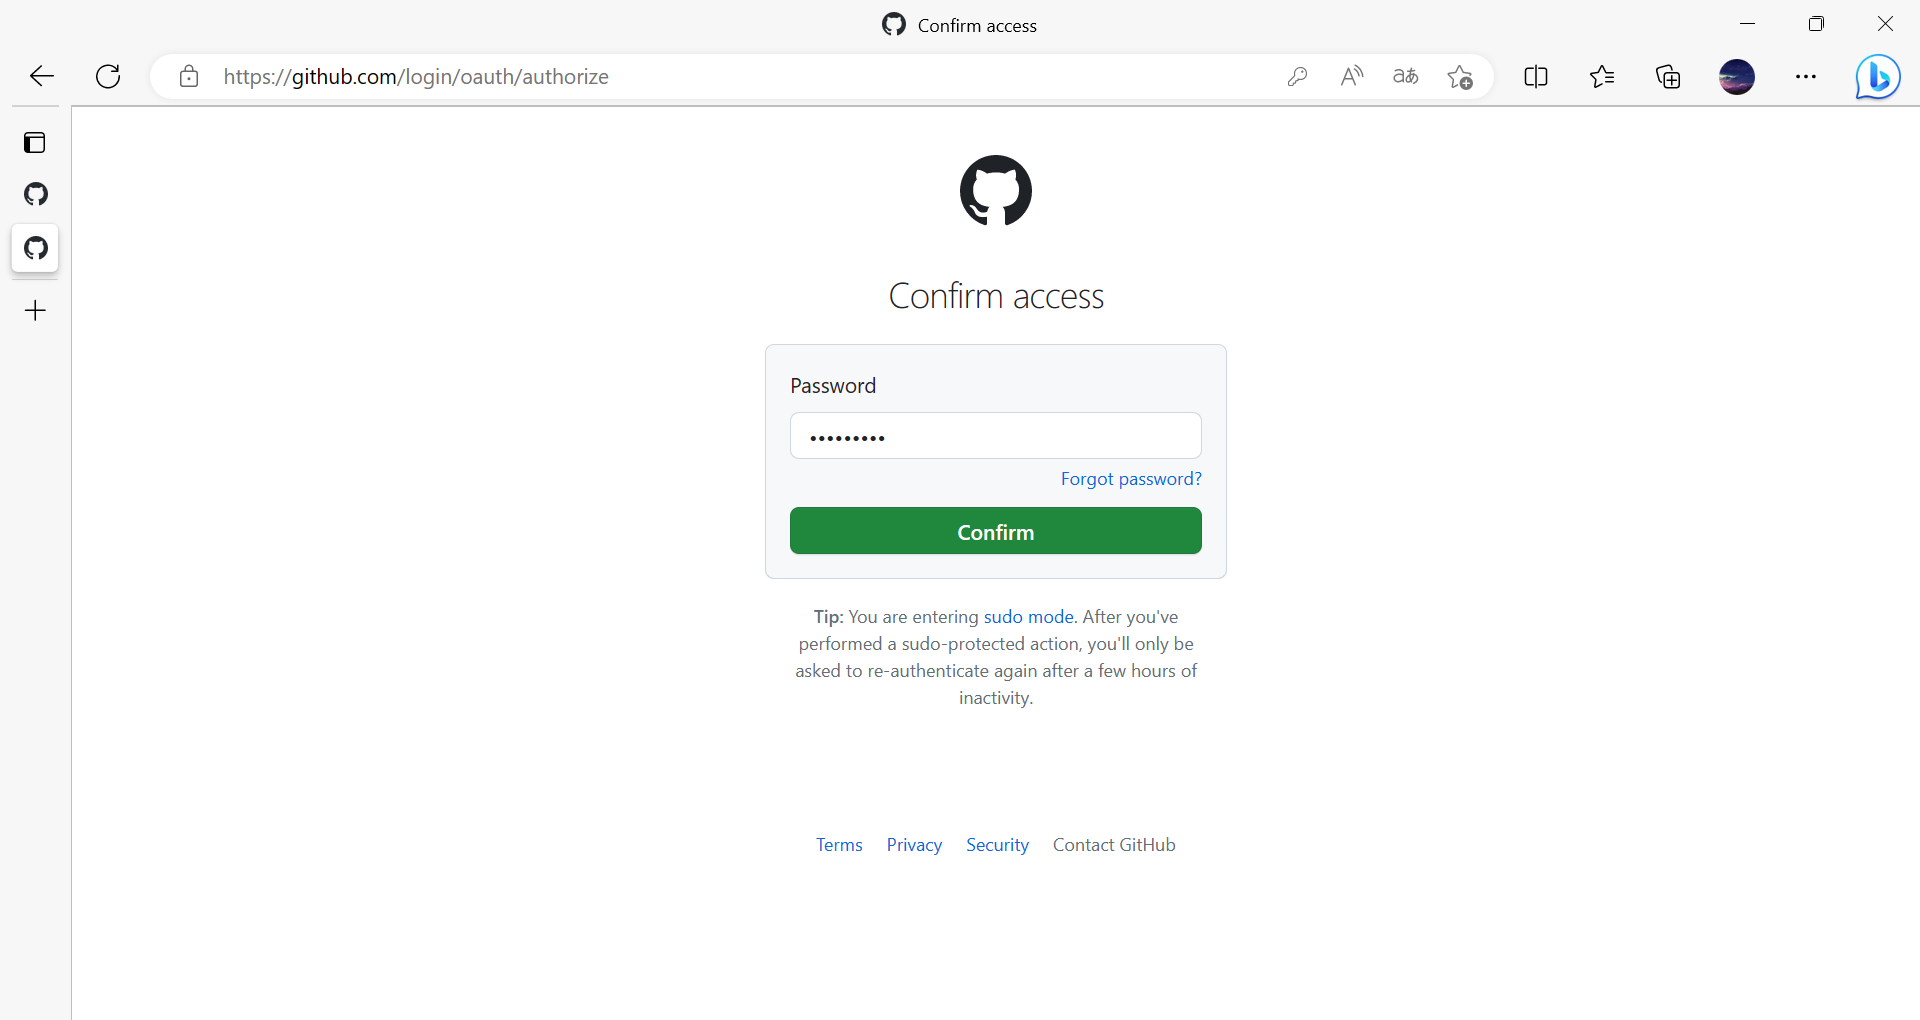 Confirm access
https://github.com/login/oauth/authorize
Confirm access
Password
•••••••••
Forgot password?
Confirm
Tip: You are entering sudo mode. After you've
performed a sudo-protected action, you'll only be
asked to re-authenticate again after a few hours of
inactivity.
Terms Privacy Security Contact GitHub